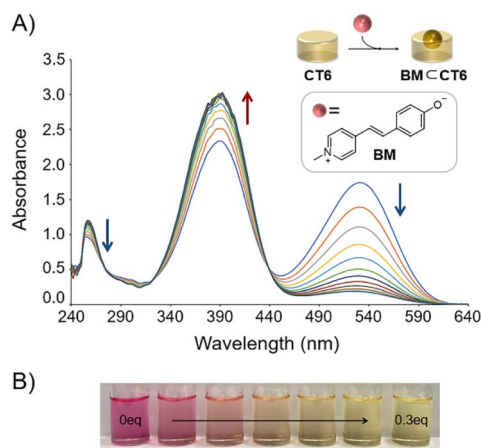 A)
CT6
BM⊂CT6
=
O⁻
N
+
BM
3.5
3.0
2.5
2.0
1.5
1.0
0.5
0.0
Absorbance
240 290 340 390 440 490 540 570 640
Wavelength (nm)
B)
0eq
0.3eq